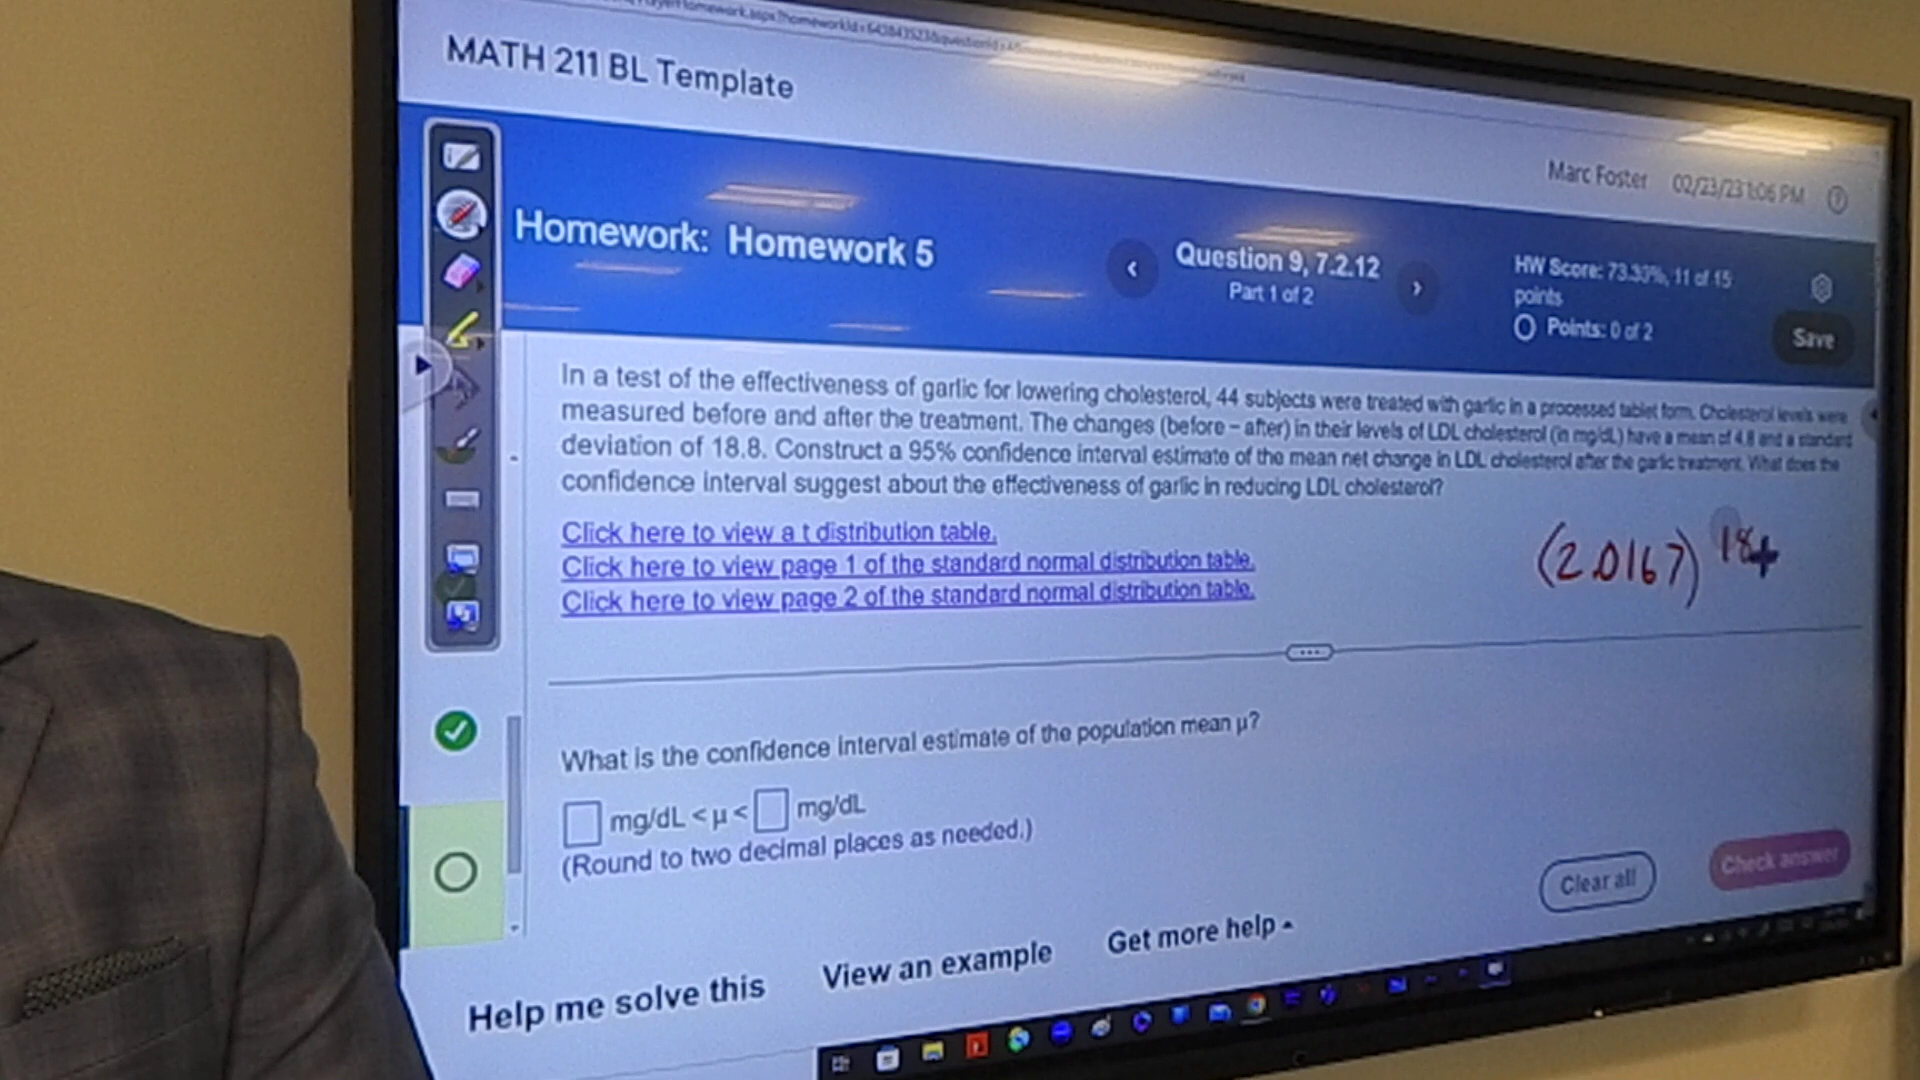 MATH 211 BL Template
Marc Foster 02/23/23 1:06 PM
Homework: Homework 5
Question 9, 7.2.12
Part 1 of 2
HW Score: 73.33%, 11 of 15
points
Points: 0 of 2
Save
In a test of the effectiveness of garlic for lowering cholesterol, 44 subjects were treated with garlic in a processed tablet form. Cholesterol levels were
measured before and after the treatment. The changes (before – after) in their levels of LDL cholesterol (in mg/dL) have a mean of 4.8 and a standard
deviation of 18.8. Construct a 95% confidence interval estimate of the mean net change in LDL cholesterol after the garlic treatment. What does the
confidence interval suggest about the effectiveness of garlic in reducing LDL cholesterol?
Click here to view a t distribution table.
Click here to view page 1 of the standard normal distribution table.
Click here to view page 2 of the standard normal distribution table.
(2.0167) 18
What is the confidence interval estimate of the population mean μ?
mg/dL < μ < mg/dL
(Round to two decimal places as needed.)
Clear all
Check answer
Help me solve this
View an example
Get more help